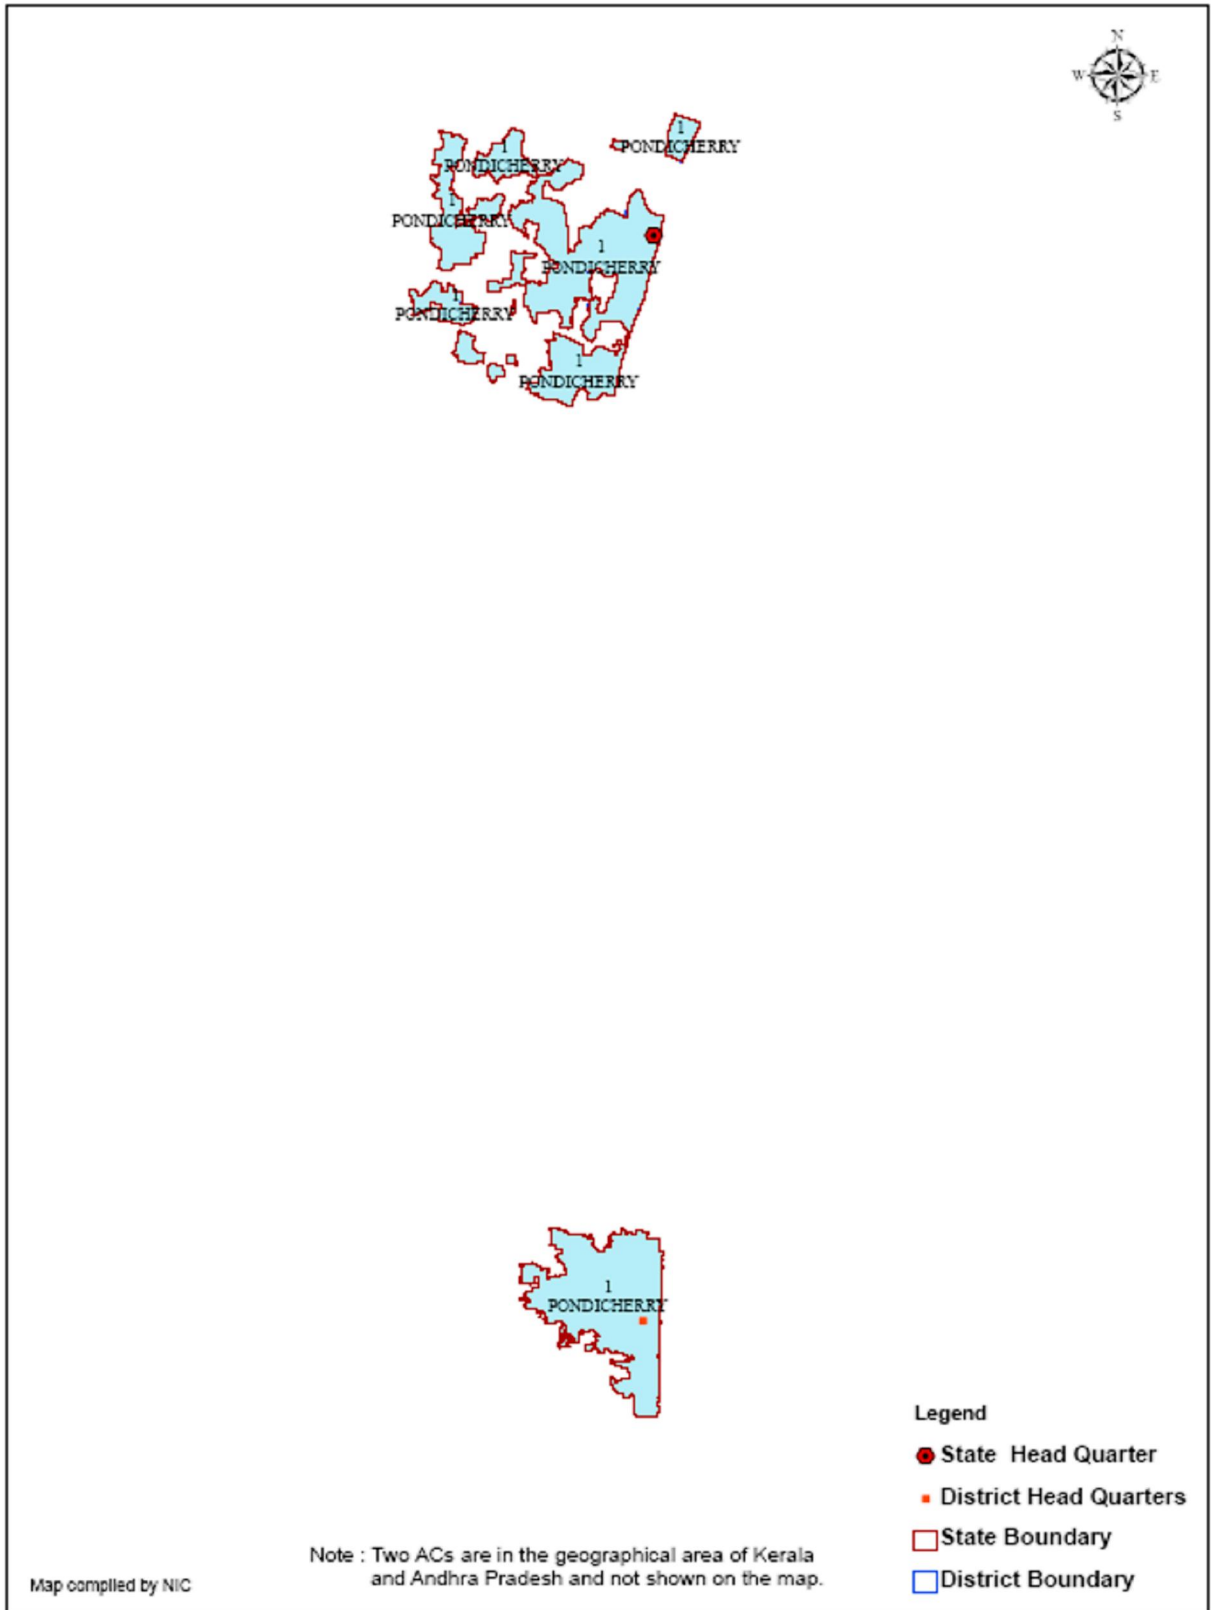 N
W E
S
1
PONDICHERRY
1
PONDICHERRY
1
PONDICHERRY
1
PONDICHERRY
1
PONDICHERRY
1
PONDICHERRY
1
PONDICHERRY
Legend
State Head Quarter
District Head Quarters
State Boundary
District Boundary
Note : Two ACs are in the geographical area of Kerala
and Andhra Pradesh and not shown on the map.
Map compiled by NIC